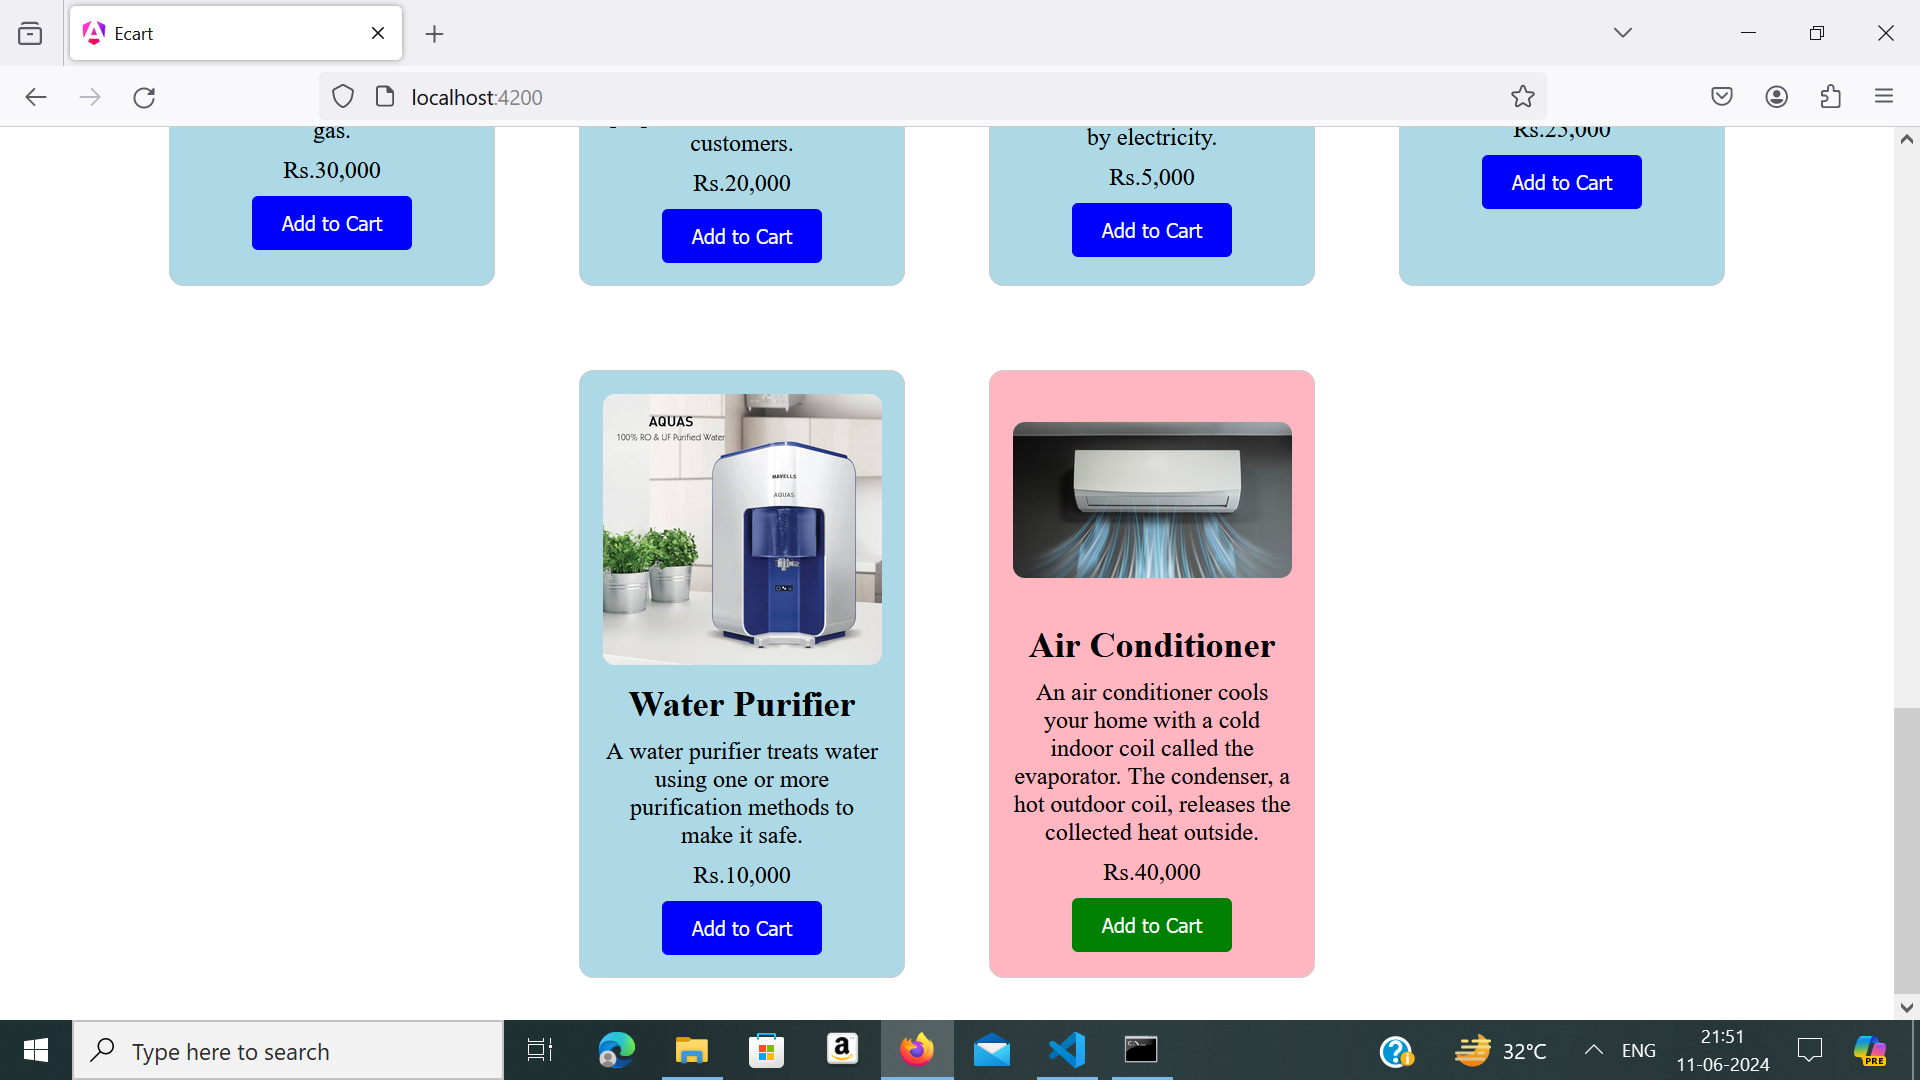 Ecart
localhost:4200
gas.
Rs.30,000
Add to Cart
customers.
Rs.20,000
Add to Cart
by electricity.
Rs.5,000
Add to Cart
Rs.25,000
Add to Cart
AQUAS
100% RO & UF Purified Water
HAVELLS
AQUAS
Water Purifier
A water purifier treats water
using one or more
purification methods to
make it safe.
Rs.10,000
Add to Cart
Air Conditioner
An air conditioner cools
your home with a cold
indoor coil called the
evaporator. The condenser, a
hot outdoor coil, releases the
collected heat outside.
Rs.40,000
Add to Cart
Type here to search
32°C
ENG
21:51
11-06-2024
PRE